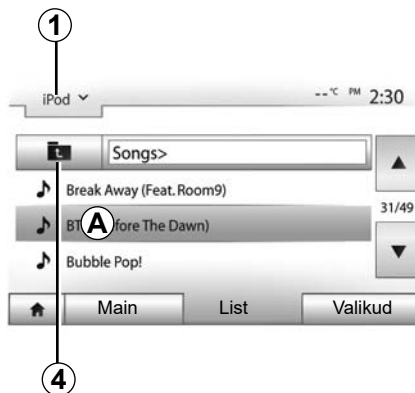 1
iPod
--°C PM 2:30
Songs>
Break Away (Feat. Room9)
31/49
A
fore The Dawn)
Bubble Pop!
Main List Valikud
4